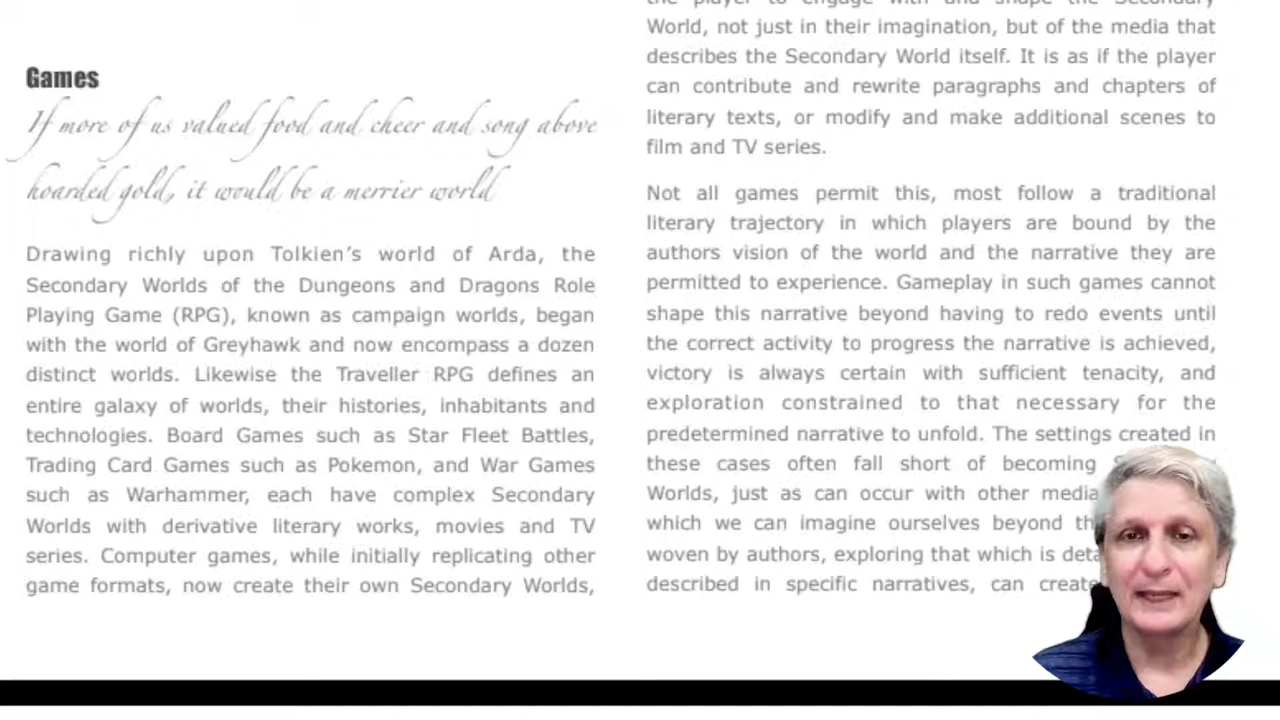 Games
If more of us valued food and cheer and song above
hoarded gold, it would be a merrier world
Drawing richly upon Tolkien's world of Arda, the
Secondary Worlds of the Dungeons and Dragons Role
Playing Game (RPG), known as campaign worlds, began
with the world of Greyhawk and now encompass a dozen
distinct worlds. Likewise the Traveller RPG defines an
entire galaxy of worlds, their histories, inhabitants and
technologies. Board Games such as Star Fleet Battles,
Trading Card Games such as Pokemon, and War Games
such as Warhammer, each have complex Secondary
Worlds with derivative literary works, movies and TV
series. Computer games, while initially replicating other
game formats, now create their own Secondary Worlds,
the player to engage with and shape the Secondary
World, not just in their imagination, but of the media that
describes the Secondary World itself. It is as if the player
can contribute and rewrite paragraphs and chapters of
literary texts, or modify and make additional scenes to
film and TV series.
Not all games permit this, most follow a traditional
literary trajectory in which players are bound by the
authors vision of the world and the narrative they are
permitted to experience. Gameplay in such games cannot
shape this narrative beyond having to redo events until
the correct activity to progress the narrative is achieved,
victory is always certain with sufficient tenacity, and
exploration constrained to that necessary for the
predetermined narrative to unfold. The settings created in
these cases often fall short of becoming
Worlds, just as can occur with other media
which we can imagine ourselves beyond
woven by authors, exploring that which is
described in specific narratives, can